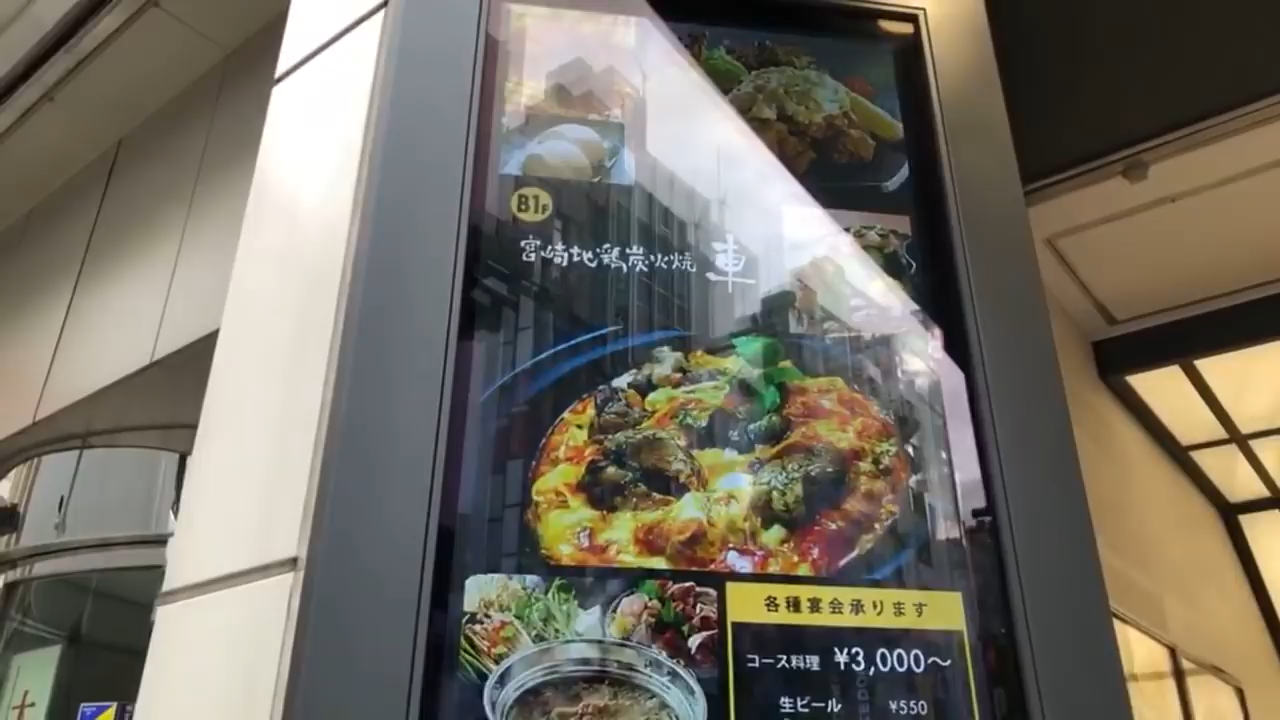 B1F
宮崎地鶏炭火焼 車
各種宴会承ります
コース料理 ¥3,000～
生ビール ¥550